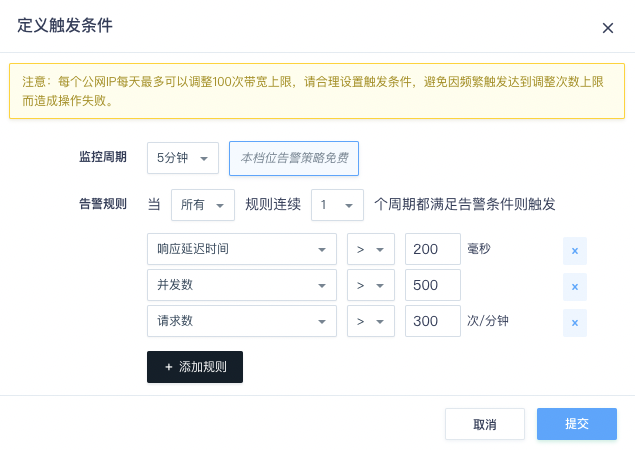 定义触发条件
注意：每个公网IP每天最多可以调整100次带宽上限，请合理设置触发条件，避免因频繁触发达到调整次数上限
而造成操作失败。
监控周期 5分钟 本档位告警策略免费
告警规则 当 所有 规则连续 1 个周期都满足告警条件则触发
响应延迟时间 > 200 毫秒 x
并发数 > 500 x
请求数 > 300 次/分钟 x
+ 添加规则
取消 提交